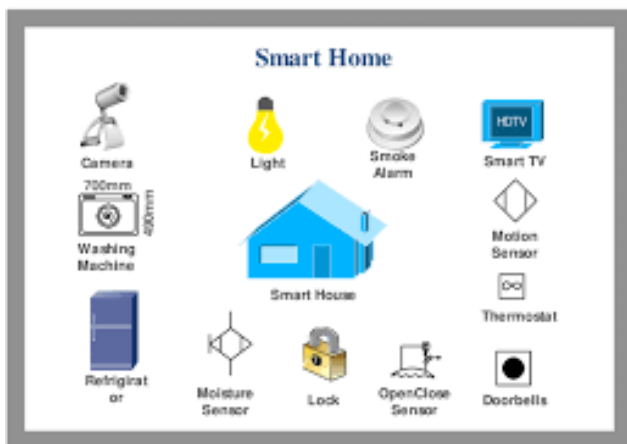 Smart Home
HDTV
Camera
Light
Smoke
Alarm
Smart TV
700mm
490mm
Washing
Machine
Motion
Sensor
Smart House
Thermostat
Refrigirat
or
Moisture
Sensor
Lock
OpenClose
Sensor
Doorbells